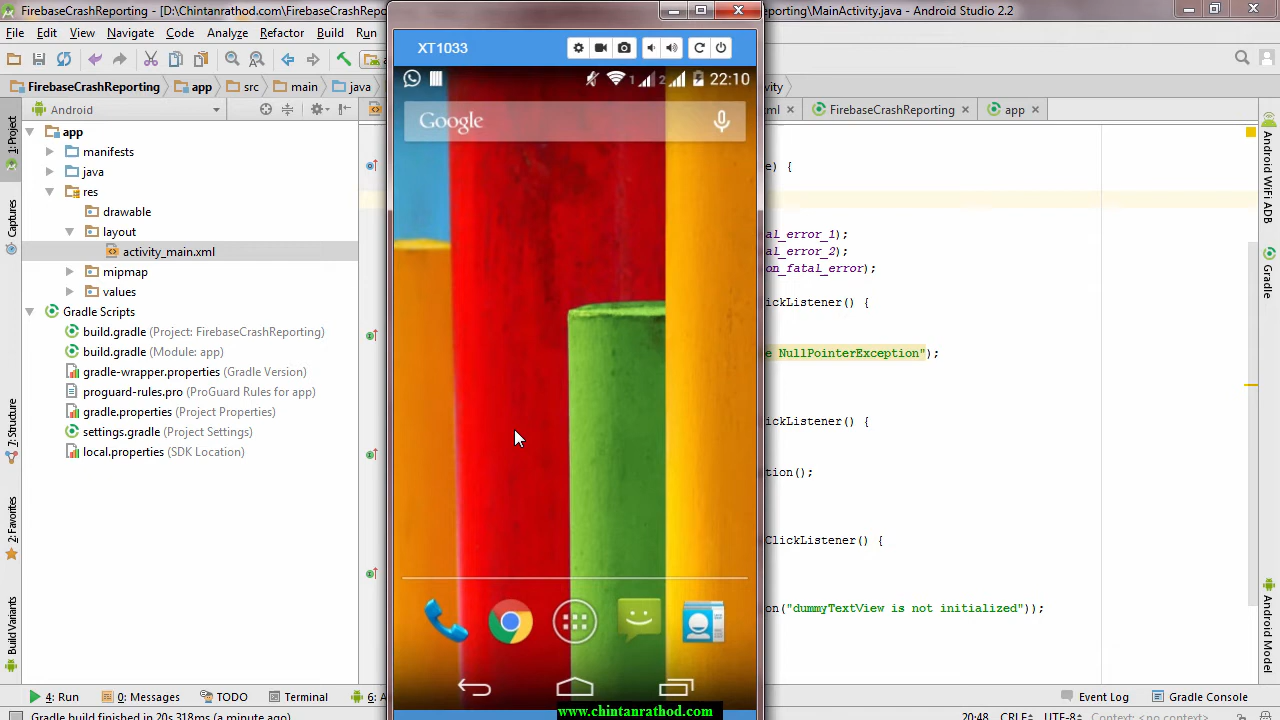 FirebaseCrashReporting - [D:\Chintanrathod.com\FirebaseC
porting\MainActivity.java - Android Studio 2.2
File Edit View Navigate Code Analyze Refactor Build Run
XT1033
FirebaseCrashReporting app src main java
1 2 22:10
Android
FirebaseCrashReporting app
Google
app
manifests
java
res
drawable
layout
activity_main.xml
mipmap
values
Gradle Scripts
build.gradle (Project: FirebaseCrashReporting)
build.gradle (Module: app)
gradle-wrapper.properties (Gradle Version)
proguard-rules.pro (ProGuard Rules for app)
gradle.properties (Project Properties)
settings.gradle (Project Settings)
local.properties (SDK Location)
e) {
al_error_1);
al_error_2);
on_fatal_error);
ickListener() {
e NullPointerException");
ickListener() {
tion();
ClickListener() {
on("dummyTextView is not initialized"));
1: Project
Captures
7: Structure
2: Favorites
Build Variants
Android WiFi ADB
Gradle
Android Model
4: Run 0: Messages TODO Terminal 6: A
Event Log Gradle Console
Gradle build finished in 20s 318ms (a minute ago)
20:48 CRLF UTF-8 Context: <no context>
www.chintanrathod.com